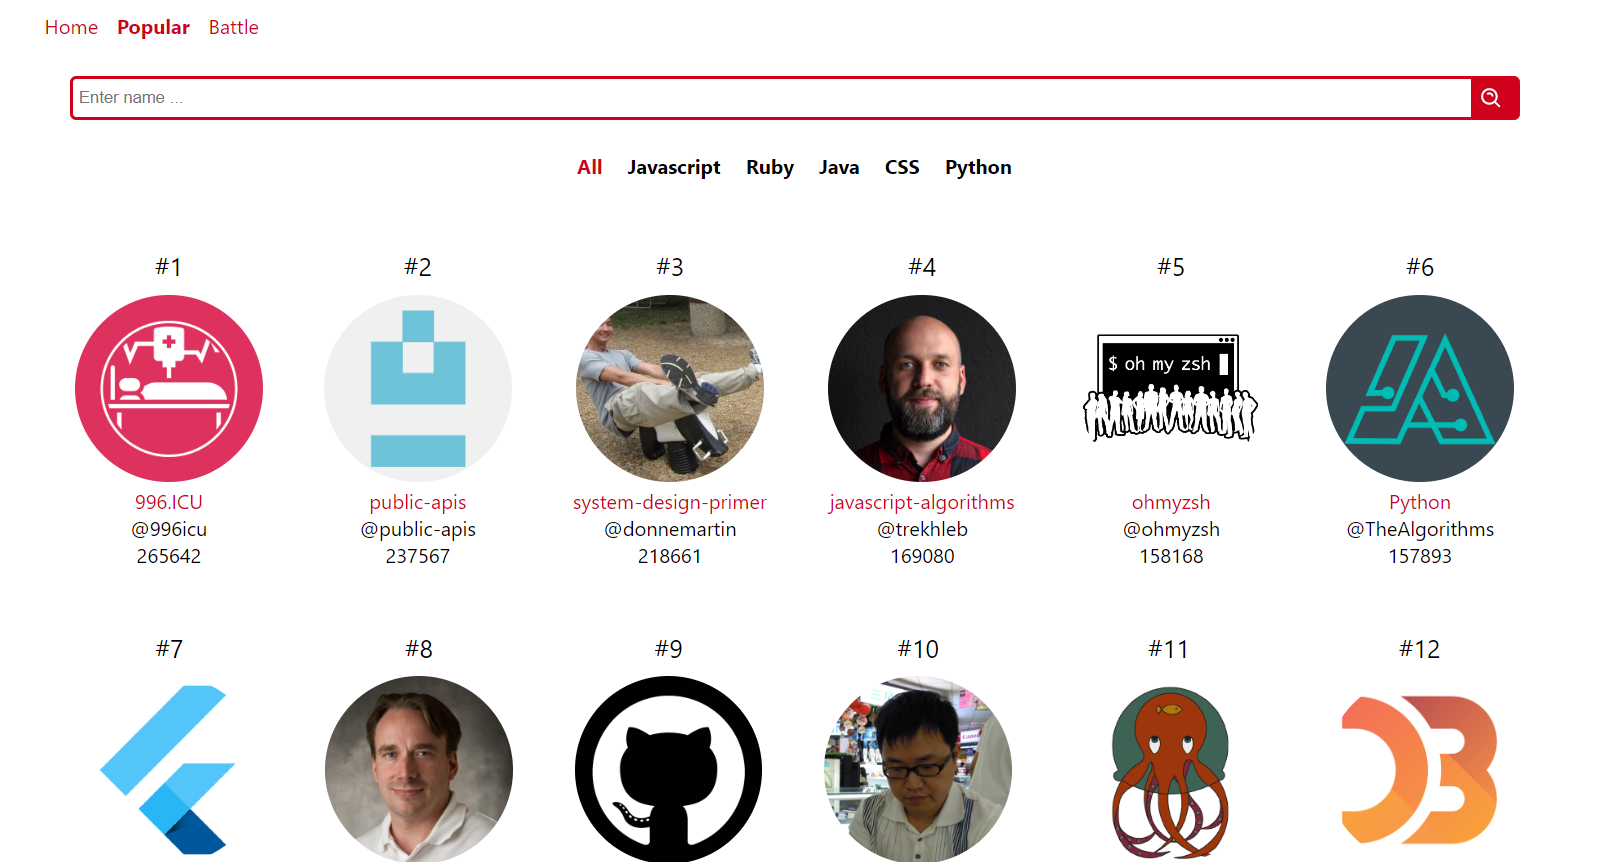 Home Popular Battle
Enter name ...
All Javascript Ruby Java CSS Python
#1 #2 #3 #4 #5 #6
$ oh my zsh
996.ICU public-apis system-design-primer javascript-algorithms ohmyzsh Python
@996icu @public-apis @donnemartin @trekhleb @ohmyzsh @TheAlgorithms
265642 237567 218661 169080 158168 157893
#7 #8 #9 #10 #11 #12